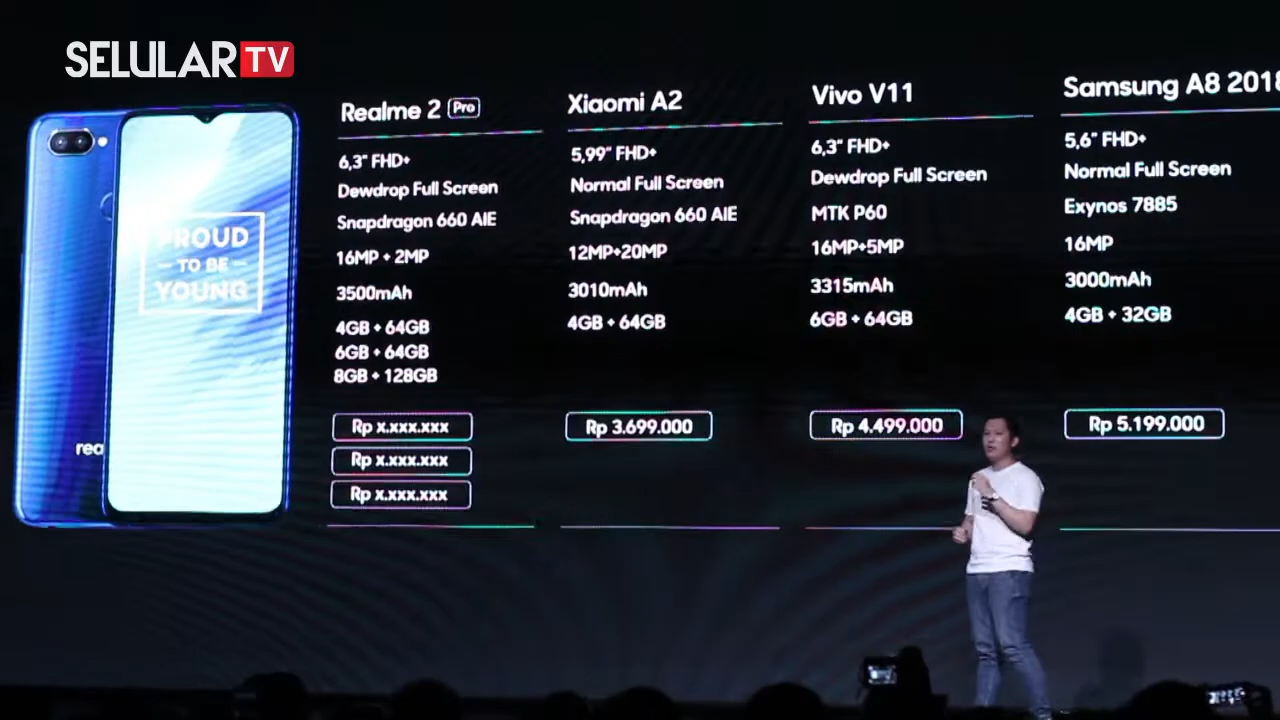 SELULAR TV
PROUD
TO BE
YOUNG
rea
Realme 2 Pro
6,3" FHD+
Dewdrop Full Screen
Snapdragon 660 AIE
16MP + 2MP
3500mAh
4GB + 64GB
6GB + 64GB
8GB + 128GB
Rp x.xxx.xxx
Rp x.xxx.xxx
Rp x.xxx.xxx
Xiaomi A2
5,99" FHD+
Normal Full Screen
Snapdragon 660 AIE
12MP+20MP
3010mAh
4GB + 64GB
Rp 3.699.000
Vivo V11
6,3" FHD+
Dewdrop Full Screen
MTK P60
16MP+5MP
3315mAh
6GB + 64GB
Rp 4.499.000
Samsung A8 2018
5,6" FHD+
Normal Full Screen
Exynos 7885
16MP
3000mAh
4GB + 32GB
Rp 5.199.000